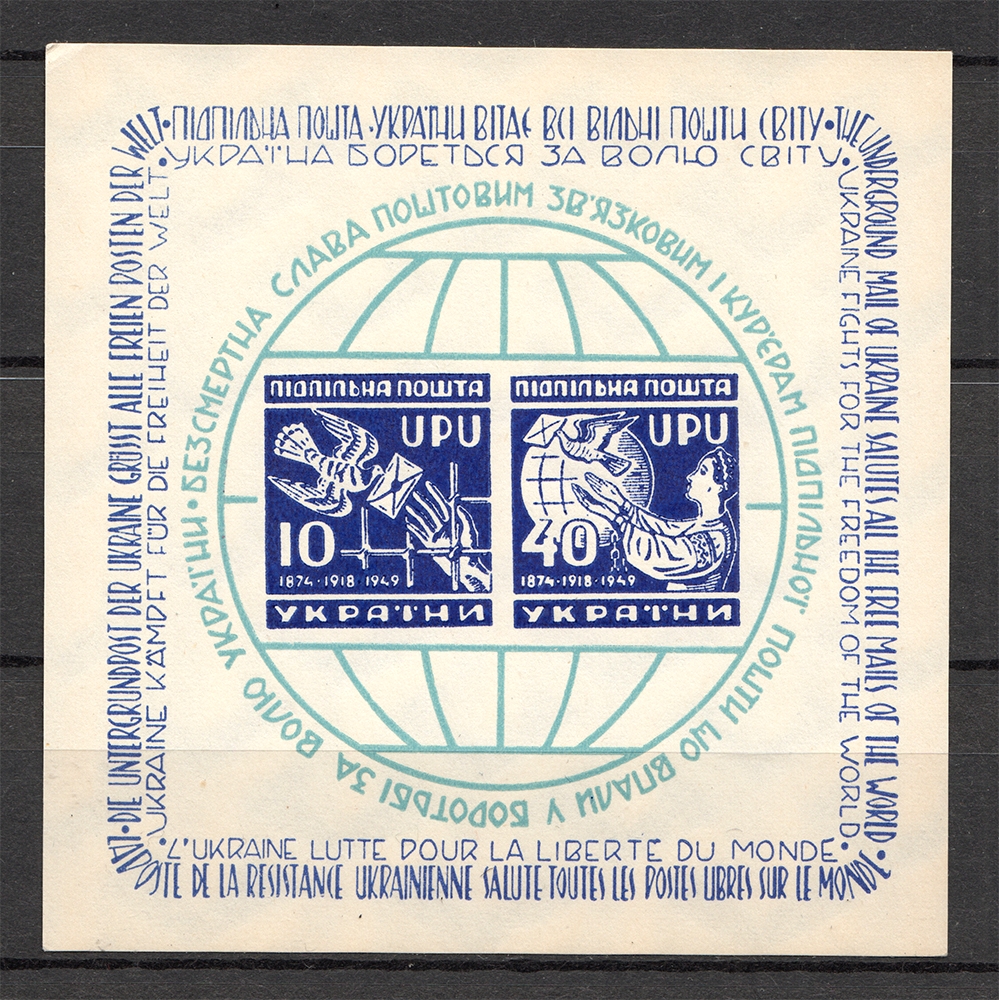 ПІДПІЛЬНА ПОШТА УКРАЇНИ ВІТАЄ ВСІ ВІЛЬНІ ПОШТИ СВІТУ
УКРАЇНА БОРЕТЬСЯ ЗА ВОЛЮ СВІТУ
THE UNDERGROUND MAIL OF UKRAINE SALUTES ALL THE FREE MAILS OF THE WORLD
UKRAINE FIGHTS FOR THE FREEDOM OF THE WORLD
БЕЗСМЕРТНА СЛАВА ПОШТОВИМ ЗВ'ЯЗКОВИМ І КУР'ЄРАМ ПІДПІЛЬНОЇ ПОШТИ ЩО ВПАЛИ У БОРОТЬБІ ЗА ВОЛЮ УКРАЇНИ
ПІДПІЛЬНА ПОШТА
UPU
10
1874·1918·1949
УКРАЇНИ
ПІДПІЛЬНА ПОШТА
UPU
40
1874·1918·1949
УКРАЇНИ
L'UKRAINE LUTTE POUR LA LIBERTÉ DU MONDE
LA POSTE DE LA RESISTANCE UKRAINIENNE SALUTE TOUTES LES POSTES LIBRES SUR LE MONDE
DIE UNTERGRUNDPOST DER UKRAINE GRÜSST ALLE FREIEN POSTEN DER WELT
UKRAINE KÄMPFT FÜR DIE FREIHEIT DER WELT